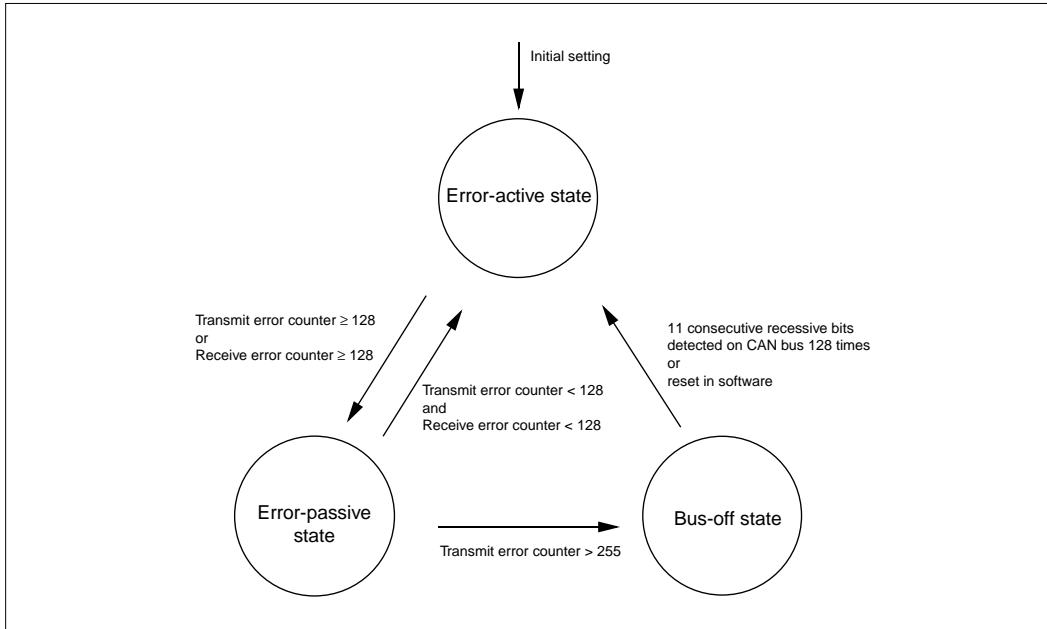 Initial setting
Error-active state
Transmit error counter ≥ 128
or
Receive error counter ≥ 128
11 consecutive recessive bits
detected on CAN bus 128 times
or
reset in software
Transmit error counter < 128
and
Receive error counter < 128
Error-passive
state
Bus-off state
Transmit error counter > 255